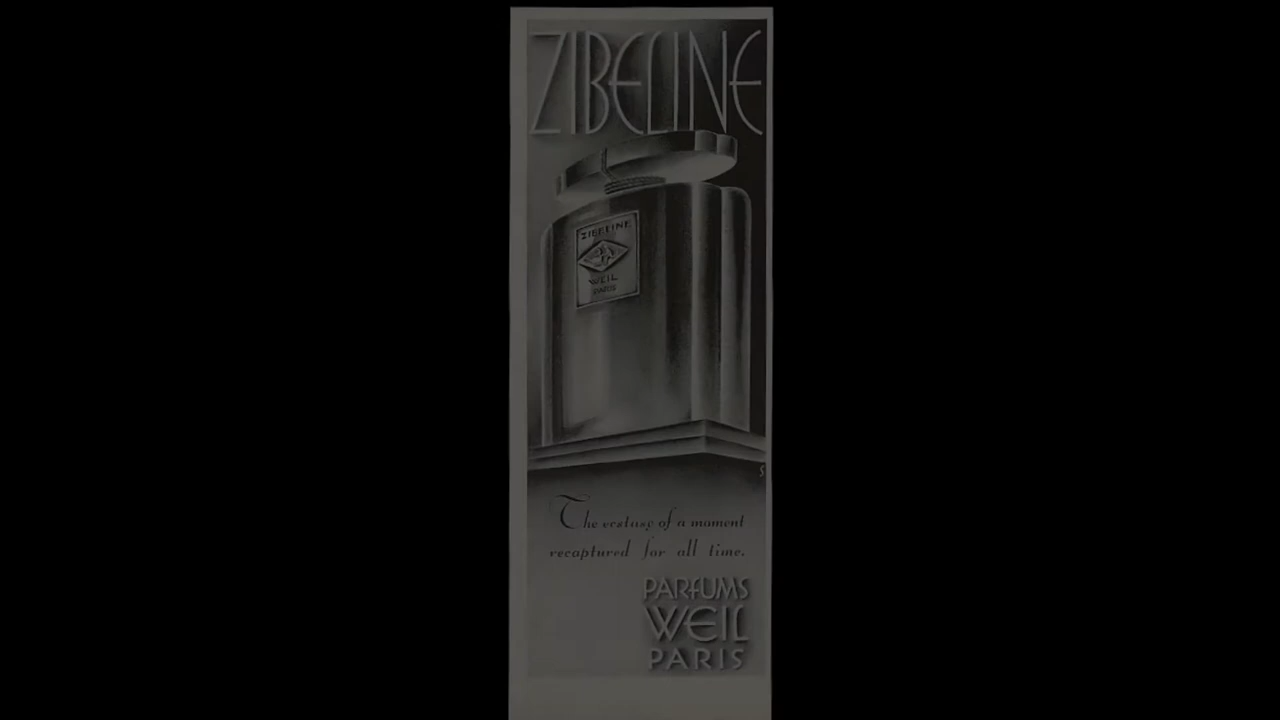 ZIBELINE
ZIBELINE
WEIL
PARIS
The ecstasy of a moment
recaptured for all time.
PARFUMS
WEIL
PARIS